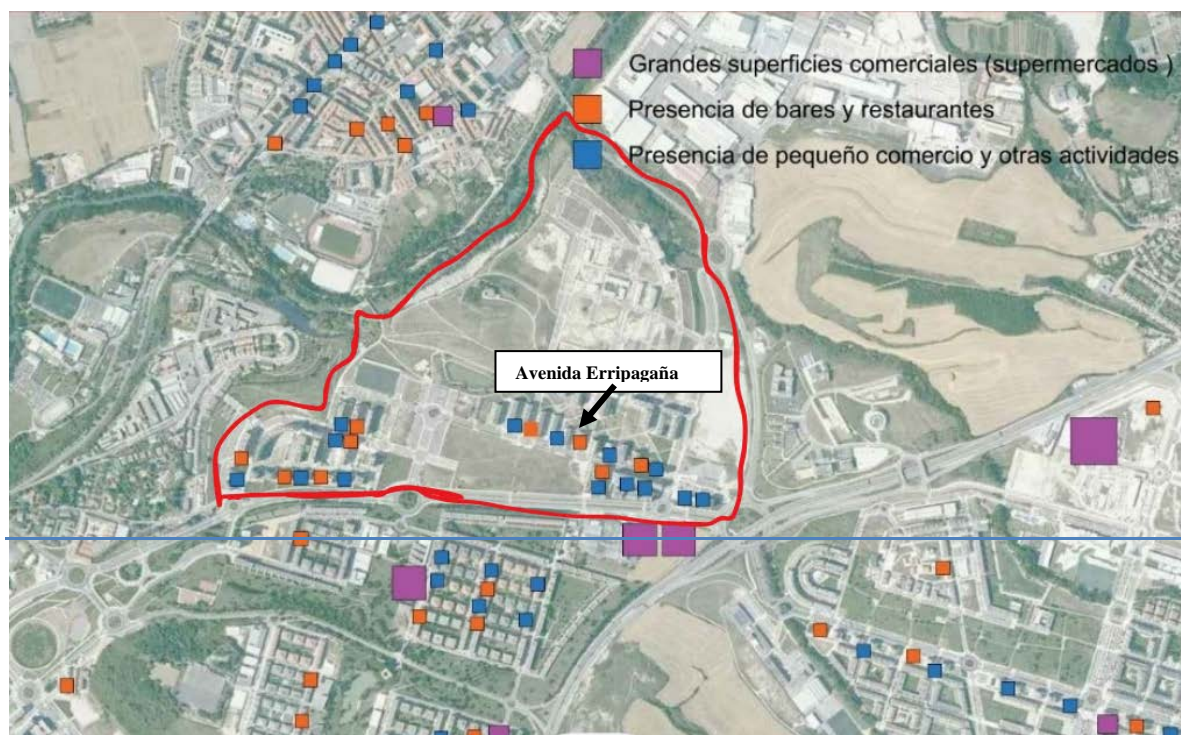 Grandes superficies comerciales (supermercados )
Presencia de bares y restaurantes
Presencia de pequeño comercio y otras actividades
Avenida Erripagaña